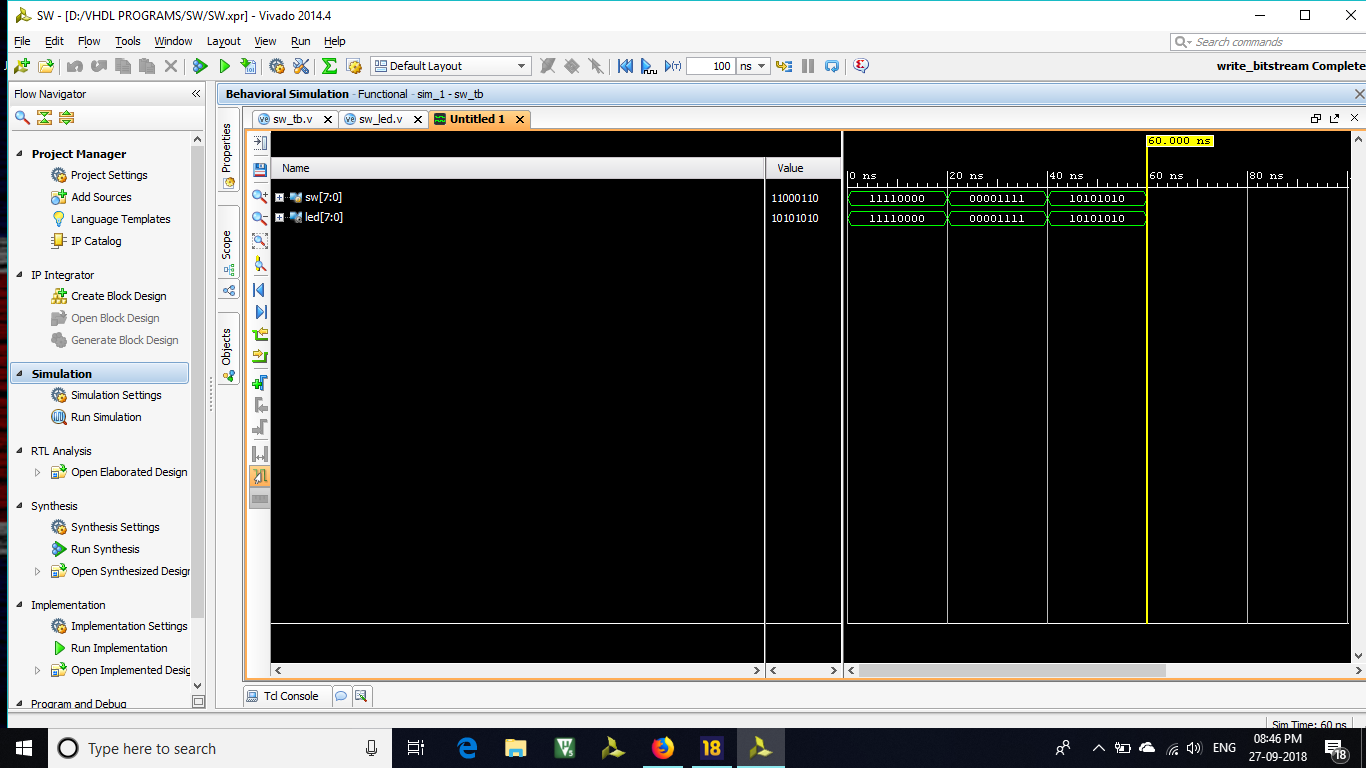 SW - [D:/VHDL PROGRAMS/SW/SW.xpr] - Vivado 2014.4
File Edit Flow Tools Window Layout View Run Help
Search commands
Default Layout
100 ns
write_bitstream Complete
Flow Navigator
Behavioral Simulation - Functional - sim_1 - sw_tb
sw_tb.v
sw_led.v
Untitled 1
Project Manager
Project Settings
Add Sources
Language Templates
IP Catalog
IP Integrator
Create Block Design
Open Block Design
Generate Block Design
Simulation
Simulation Settings
Run Simulation
RTL Analysis
Open Elaborated Design
Synthesis
Synthesis Settings
Run Synthesis
Open Synthesized Design
Implementation
Implementation Settings
Run Implementation
Open Implemented Desig
Program and Debug
Properties
Scope
Objects
Name Value
60.000 ns
0 ns 20 ns 40 ns 60 ns 80 ns
sw[7:0] 11000110 11110000 00001111 10101010
led[7:0] 10101010 11110000 00001111 10101010
Tcl Console
Sim Time: 60 ns
Type here to search
18
ENG
08:46 PM
27-09-2018
18